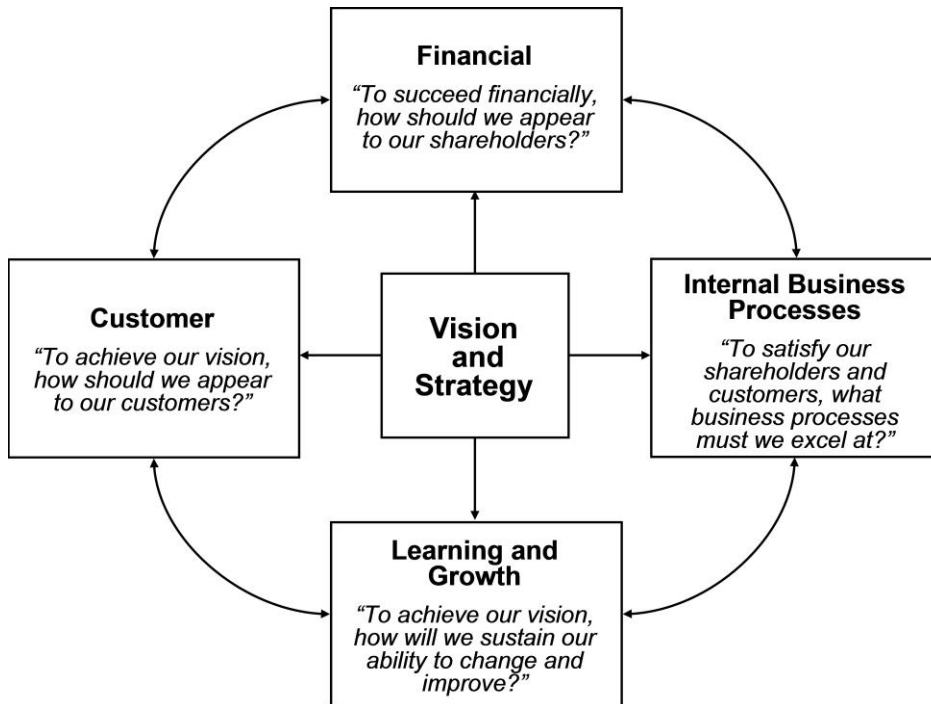 Financial
“To succeed financially,
how should we appear
to our shareholders?”
Customer
“To achieve our vision,
how should we appear
to our customers?”
Vision
and
Strategy
Internal Business
Processes
“To satisfy our
shareholders and
customers, what
business processes
must we excel at?”
Learning and
Growth
“To achieve our vision,
how will we sustain our
ability to change and
improve?”